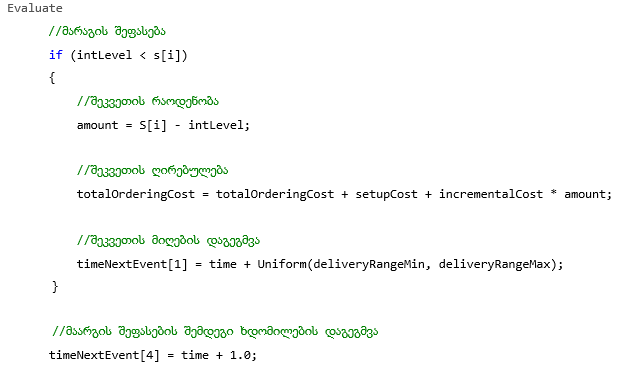 Evaluate
//მარაგის შეფასება
if (intLevel < s[i])
{
//შეკვეთის რაოდენობა
amount = S[i] - intLevel;
//შეკვეთის ღირებულება
totalOrderingCost = totalOrderingCost + setupCost + incrementalCost * amount;
//შეკვეთის მიღების დაგეგმვა
timeNextEvent[1] = time + Uniform(deliveryRangeMin, deliveryRangeMax);
}
//მაარგის შეფასების შემდეგი ხდომილების დაგეგმვა
timeNextEvent[4] = time + 1.0;